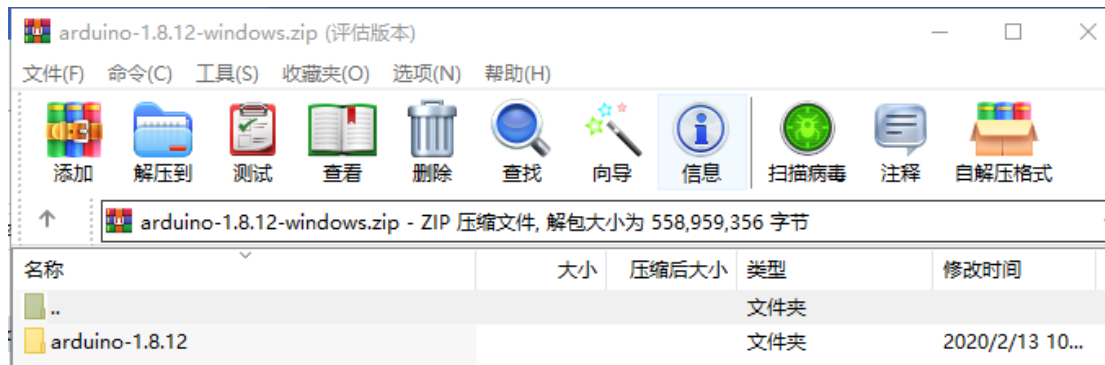 arduino-1.8.12-windows.zip (评估版本)
文件(F) 命令(C) 工具(S) 收藏夹(O) 选项(N) 帮助(H)
添加 解压到 测试 查看 删除 查找 向导 信息 扫描病毒 注释 自解压格式
arduino-1.8.12-windows.zip - ZIP 压缩文件, 解包大小为 558,959,356 字节
名称 大小 压缩后大小 类型 修改时间
.. 文件夹
arduino-1.8.12 文件夹 2020/2/13 10...